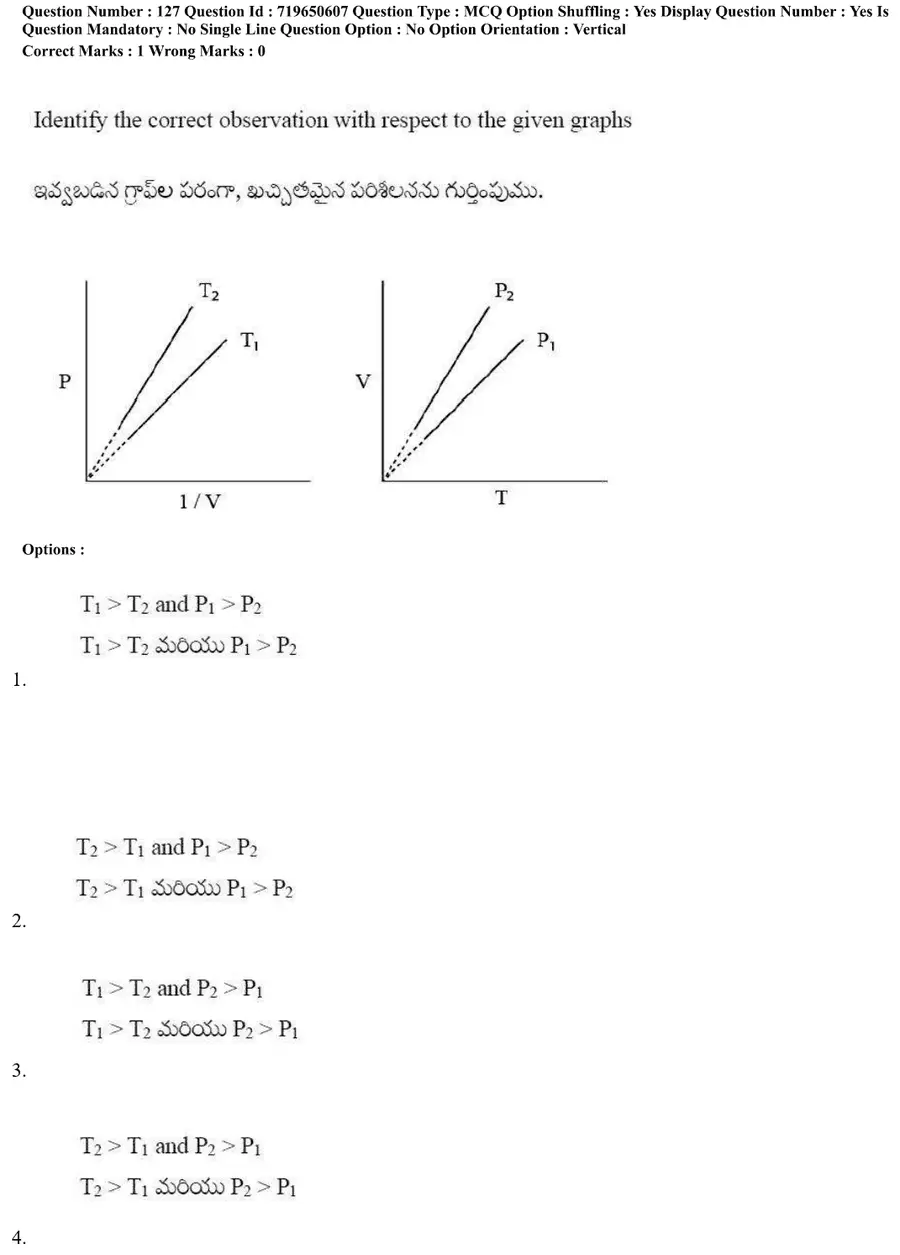 Question Number : 127 Question Id : 719650607 Question Type : MCQ Option Shuffling : Yes Display Question Number : Yes Is
Question Mandatory : No Single Line Question Option : No Option Orientation : Vertical
Correct Marks : 1 Wrong Marks : 0
Identify the correct observation with respect to the given graphs
ఇవ్వబడిన గ్రాఫ్‌ల పరంగా, ఖచ్చితమైన పరిశీలనను గుర్తింపుము.
T₂
T₁
P
1 / V
P₂
P₁
V
T
Options :
T₁ > T₂ and P₁ > P₂
T₁ > T₂ మరియు P₁ > P₂
1.
T₂ > T₁ and P₁ > P₂
T₂ > T₁ మరియు P₁ > P₂
2.
T₁ > T₂ and P₂ > P₁
T₁ > T₂ మరియు P₂ > P₁
3.
T₂ > T₁ and P₂ > P₁
T₂ > T₁ మరియు P₂ > P₁
4.